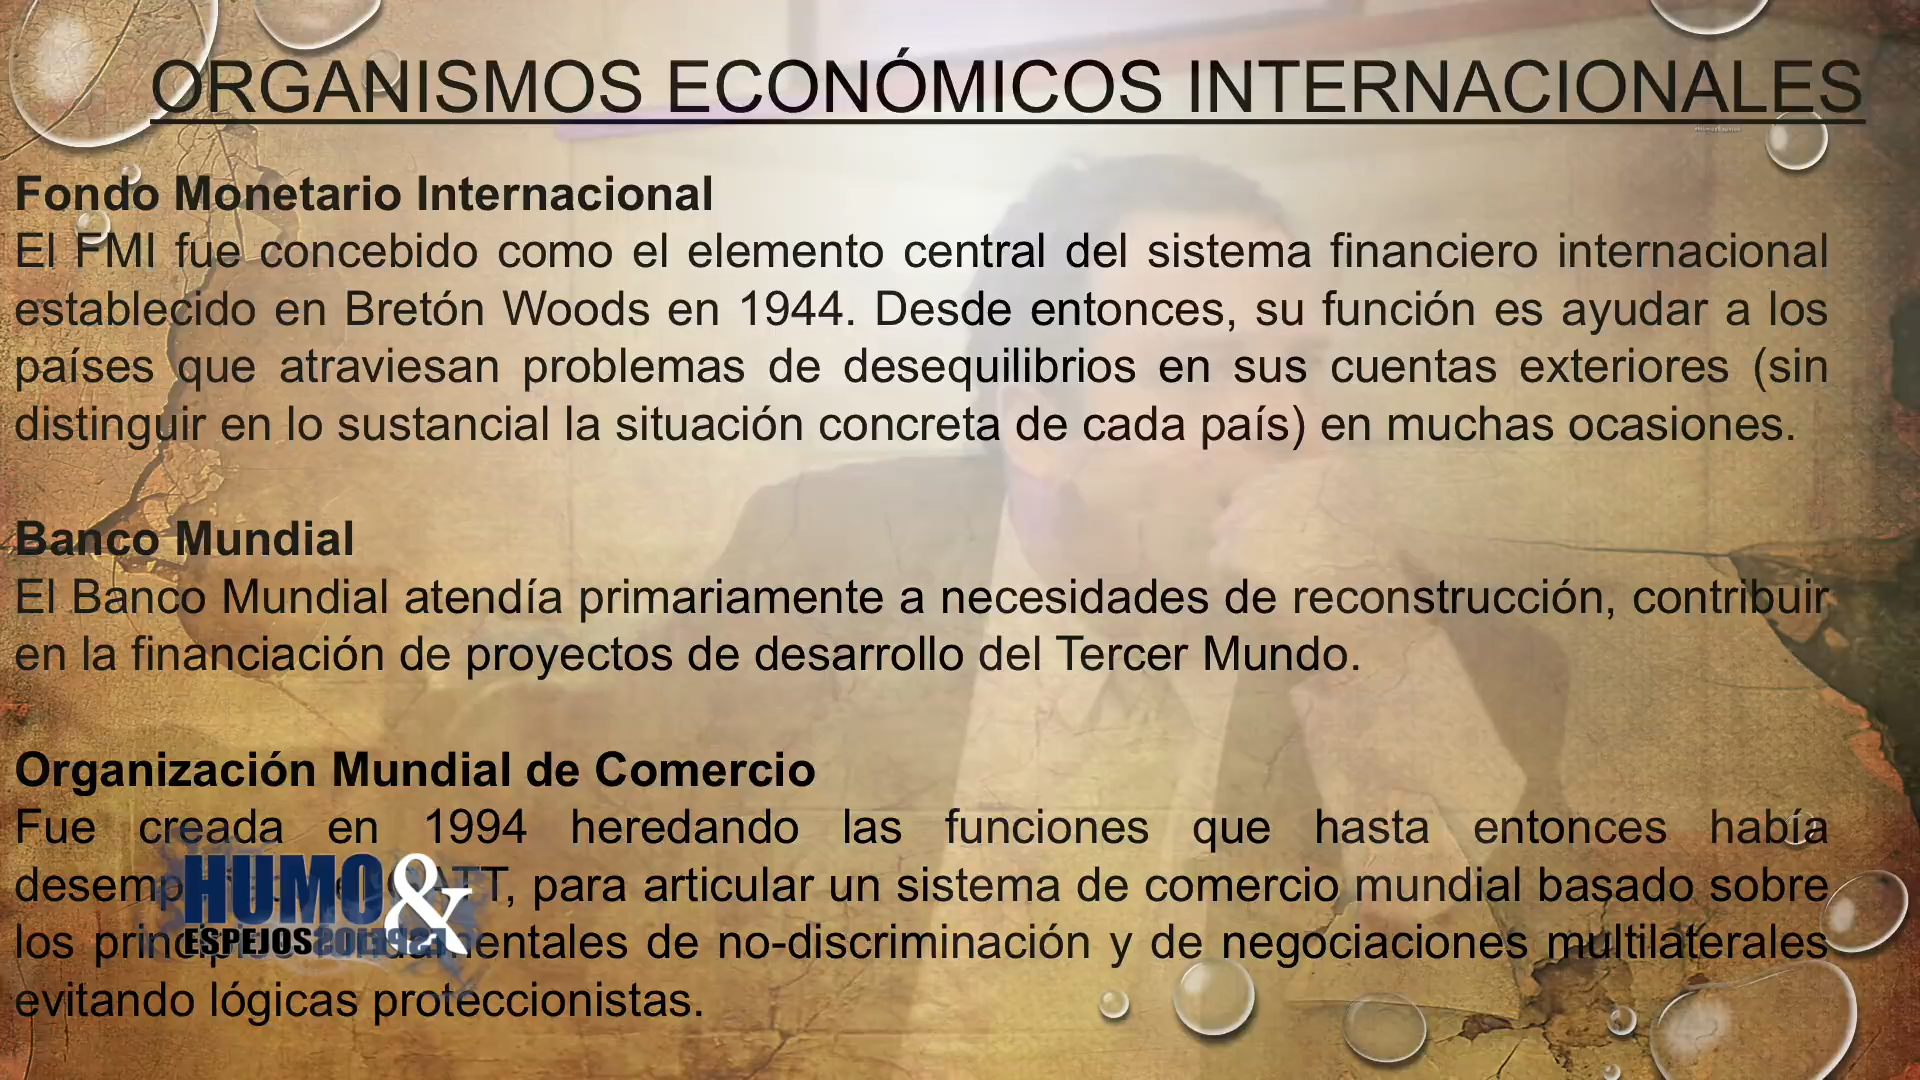 ORGANISMOS ECONÓMICOS INTERNACIONALES
Fondo Monetario Internacional
El FMI fue concebido como el elemento central del sistema financiero internacional
establecido en Bretón Woods en 1944. Desde entonces, su función es ayudar a los
países que atraviesan problemas de desequilibrios en sus cuentas exteriores (sin
distinguir en lo sustancial la situación concreta de cada país) en muchas ocasiones.
Banco Mundial
El Banco Mundial atendía primariamente a necesidades de reconstrucción, contribuir
en la financiación de proyectos de desarrollo del Tercer Mundo.
Organización Mundial de Comercio
Fue creada en 1994 heredando las funciones que hasta entonces había
para articular un sistema de comercio mundial basado sobre
los de no-discriminación y de negociaciones multilaterales
evitando lógicas proteccionistas.
HUMO &
ESPEJOS